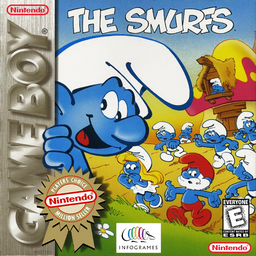 Nintendo
GAME BOY
THE SMURFS
PLAYERS CHOICE
Nintendo
MILLION SELLER
INFOGRAMES
EVERYONE
E
ESRB
Nintendo